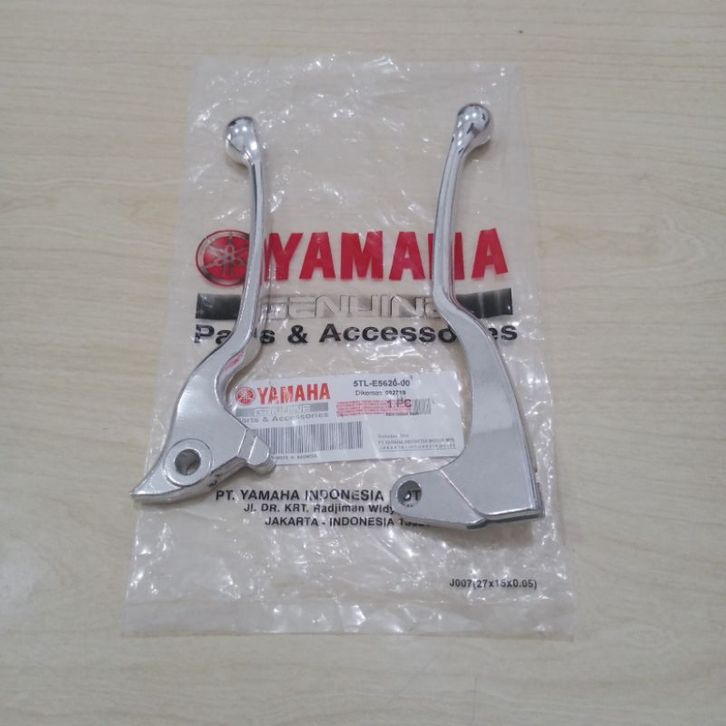 YAMAHA
GENUINE
Parts & Accessories
YAMAHA
GENUINE
Parts & Accessories
5TL-E5620-00
Dikemas
1 PC
PT. YAMAHA INDONESIA
JL. DR. KRT. Radjiman
JAKARTA - INDONESIA
J007(27x15x0.05)